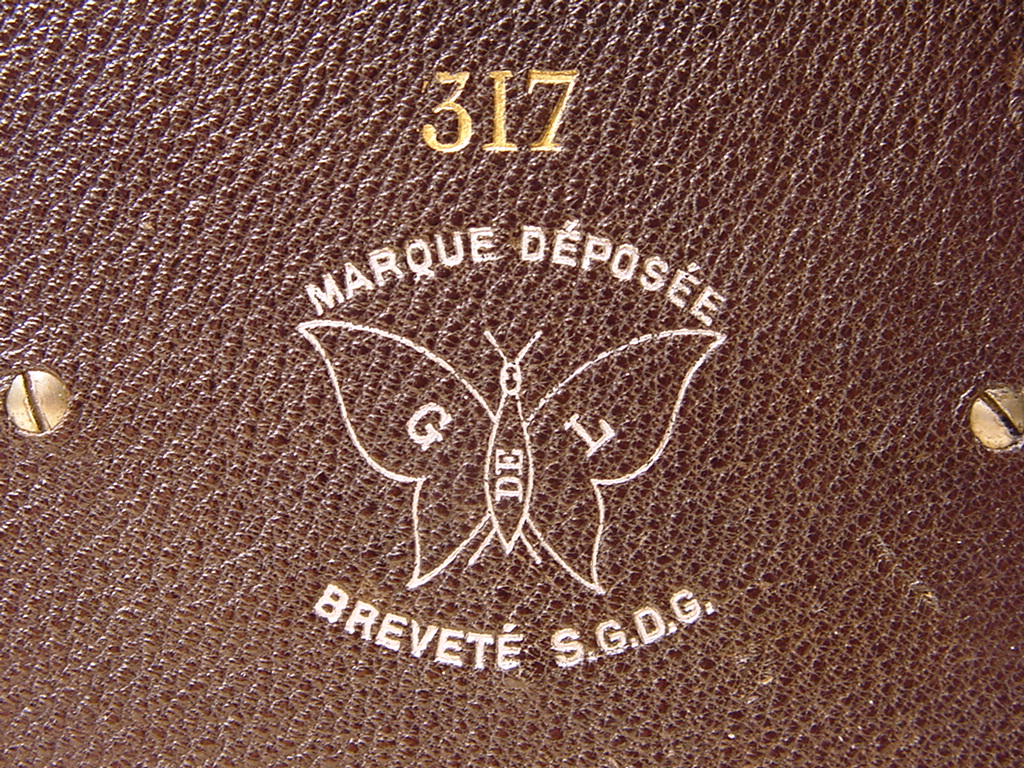 317
MARQUE DÉPOSÉE
C
G L
DE
BREVETÉ S.G.D.G.